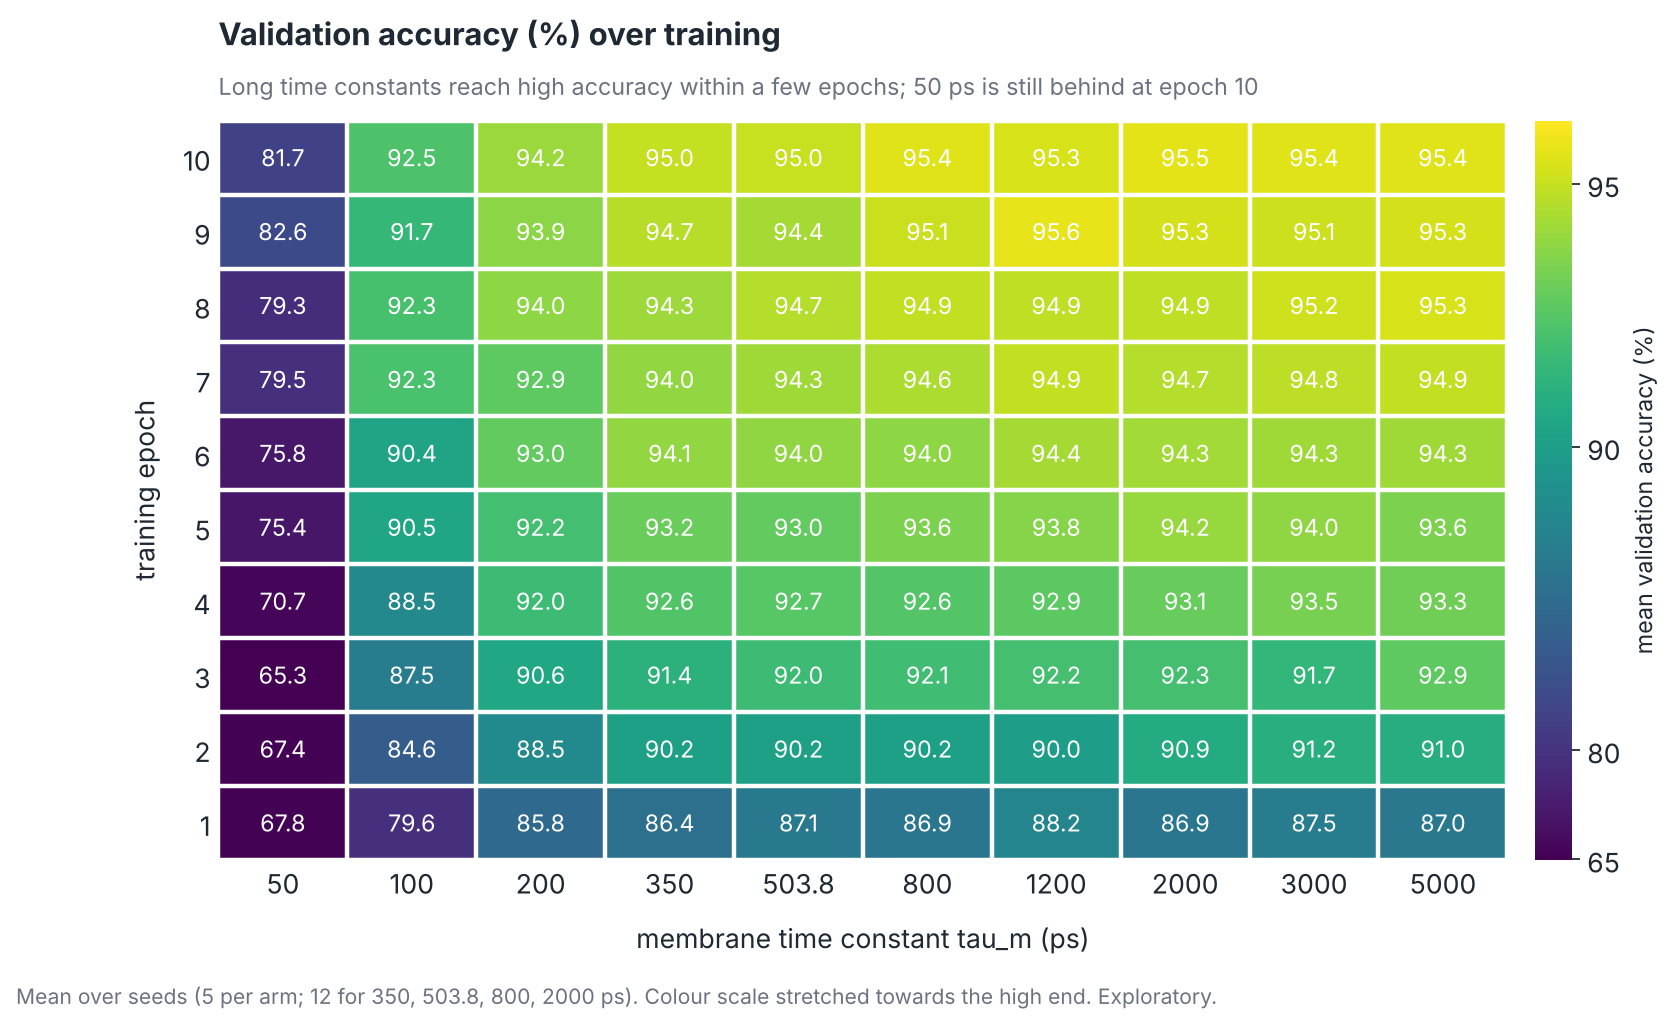 Validation accuracy (%) over training
Long time constants reach high accuracy within a few epochs; 50 ps is still behind at epoch 10
10 81.7 92.5 94.2 95.0 95.0 95.4 95.3 95.5 95.4 95.4
9 82.6 91.7 93.9 94.7 94.4 95.1 95.6 95.3 95.1 95.3
8 79.3 92.3 94.0 94.3 94.7 94.9 94.9 94.9 95.2 95.3
7 79.5 92.3 92.9 94.0 94.3 94.6 94.9 94.7 94.8 94.9
6 75.8 90.4 93.0 94.1 94.0 94.0 94.4 94.3 94.3 94.3
5 75.4 90.5 92.2 93.2 93.0 93.6 93.8 94.2 94.0 93.6
4 70.7 88.5 92.0 92.6 92.7 92.6 92.9 93.1 93.5 93.3
3 65.3 87.5 90.6 91.4 92.0 92.1 92.2 92.3 91.7 92.9
2 67.4 84.6 88.5 90.2 90.2 90.2 90.0 90.9 91.2 91.0
1 67.8 79.6 85.8 86.4 87.1 86.9 88.2 86.9 87.5 87.0
50 100 200 350 503.8 800 1200 2000 3000 5000
membrane time constant tau_m (ps)
training epoch
95
90
80
65
mean validation accuracy (%)
Mean over seeds (5 per arm; 12 for 350, 503.8, 800, 2000 ps). Colour scale stretched towards the high end. Exploratory.